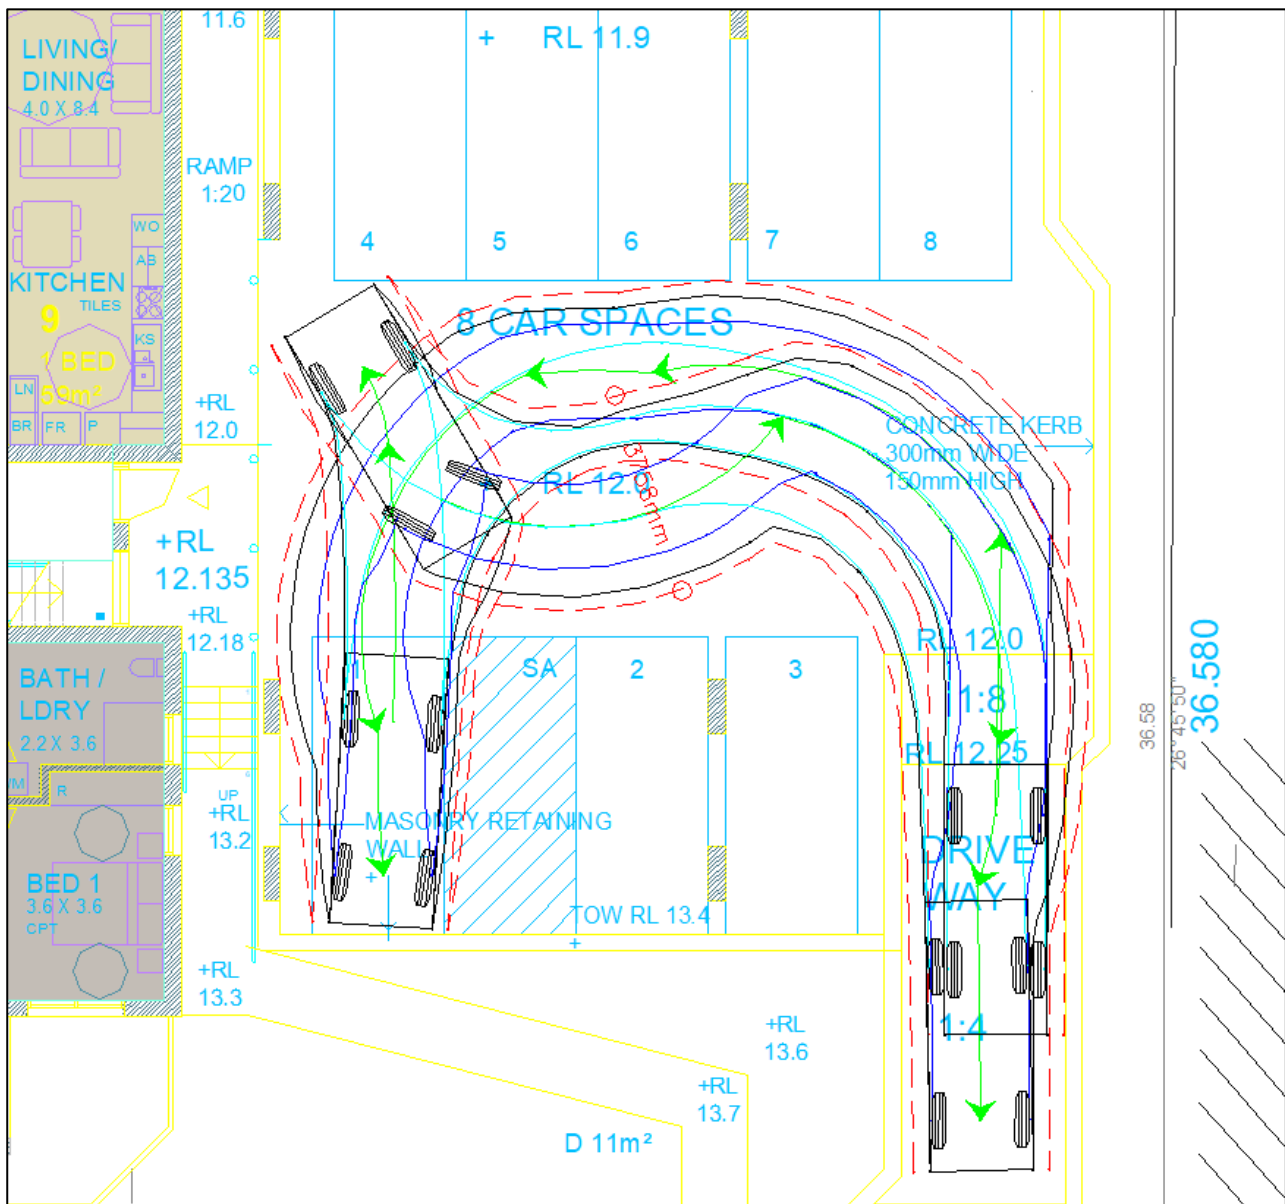 11.6
+ RL 11.9
LIVING/
DINING
4.0 X 8.4
RAMP
1:20
WO
AB
4
5
6
7
8
KITCHEN
TILES
9
8 CAR SPACES
KS
1 BED
59m²
LN
BR
FR
P
+RL
12.0
CONCRETE KERB
300mm WIDE
150mm HIGH
RL 12.0
3768mm
+RL
12.135
+RL
12.18
RL 12.0
BATH /
LDRY
2.2 X 3.6
SA
2
3
1:8
36.58
26°45'50"
36.580
RL 12.25
R
UP
+RL
13.2
MASONRY RETAINING
WALL
DRIVE
WAY
BED 1
3.6 X 3.6
CPT
TOW RL 13.4
+RL
13.3
+RL
13.6
1:4
+RL
13.7
D 11m²